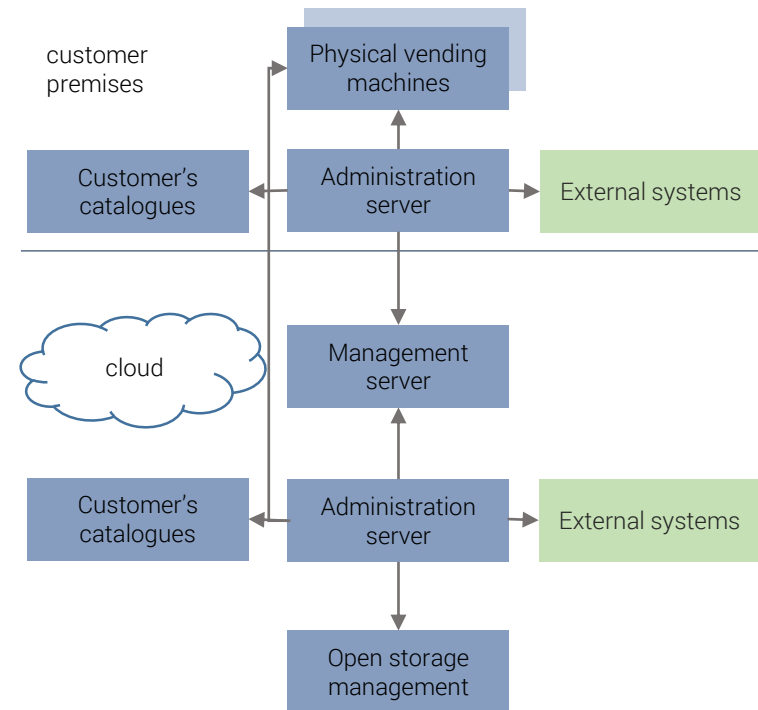 customer
premises
Physical vending
machines
Customer's
catalogues
Administration
server
External systems
cloud
Management
server
Customer's
catalogues
Administration
server
External systems
Open storage
management